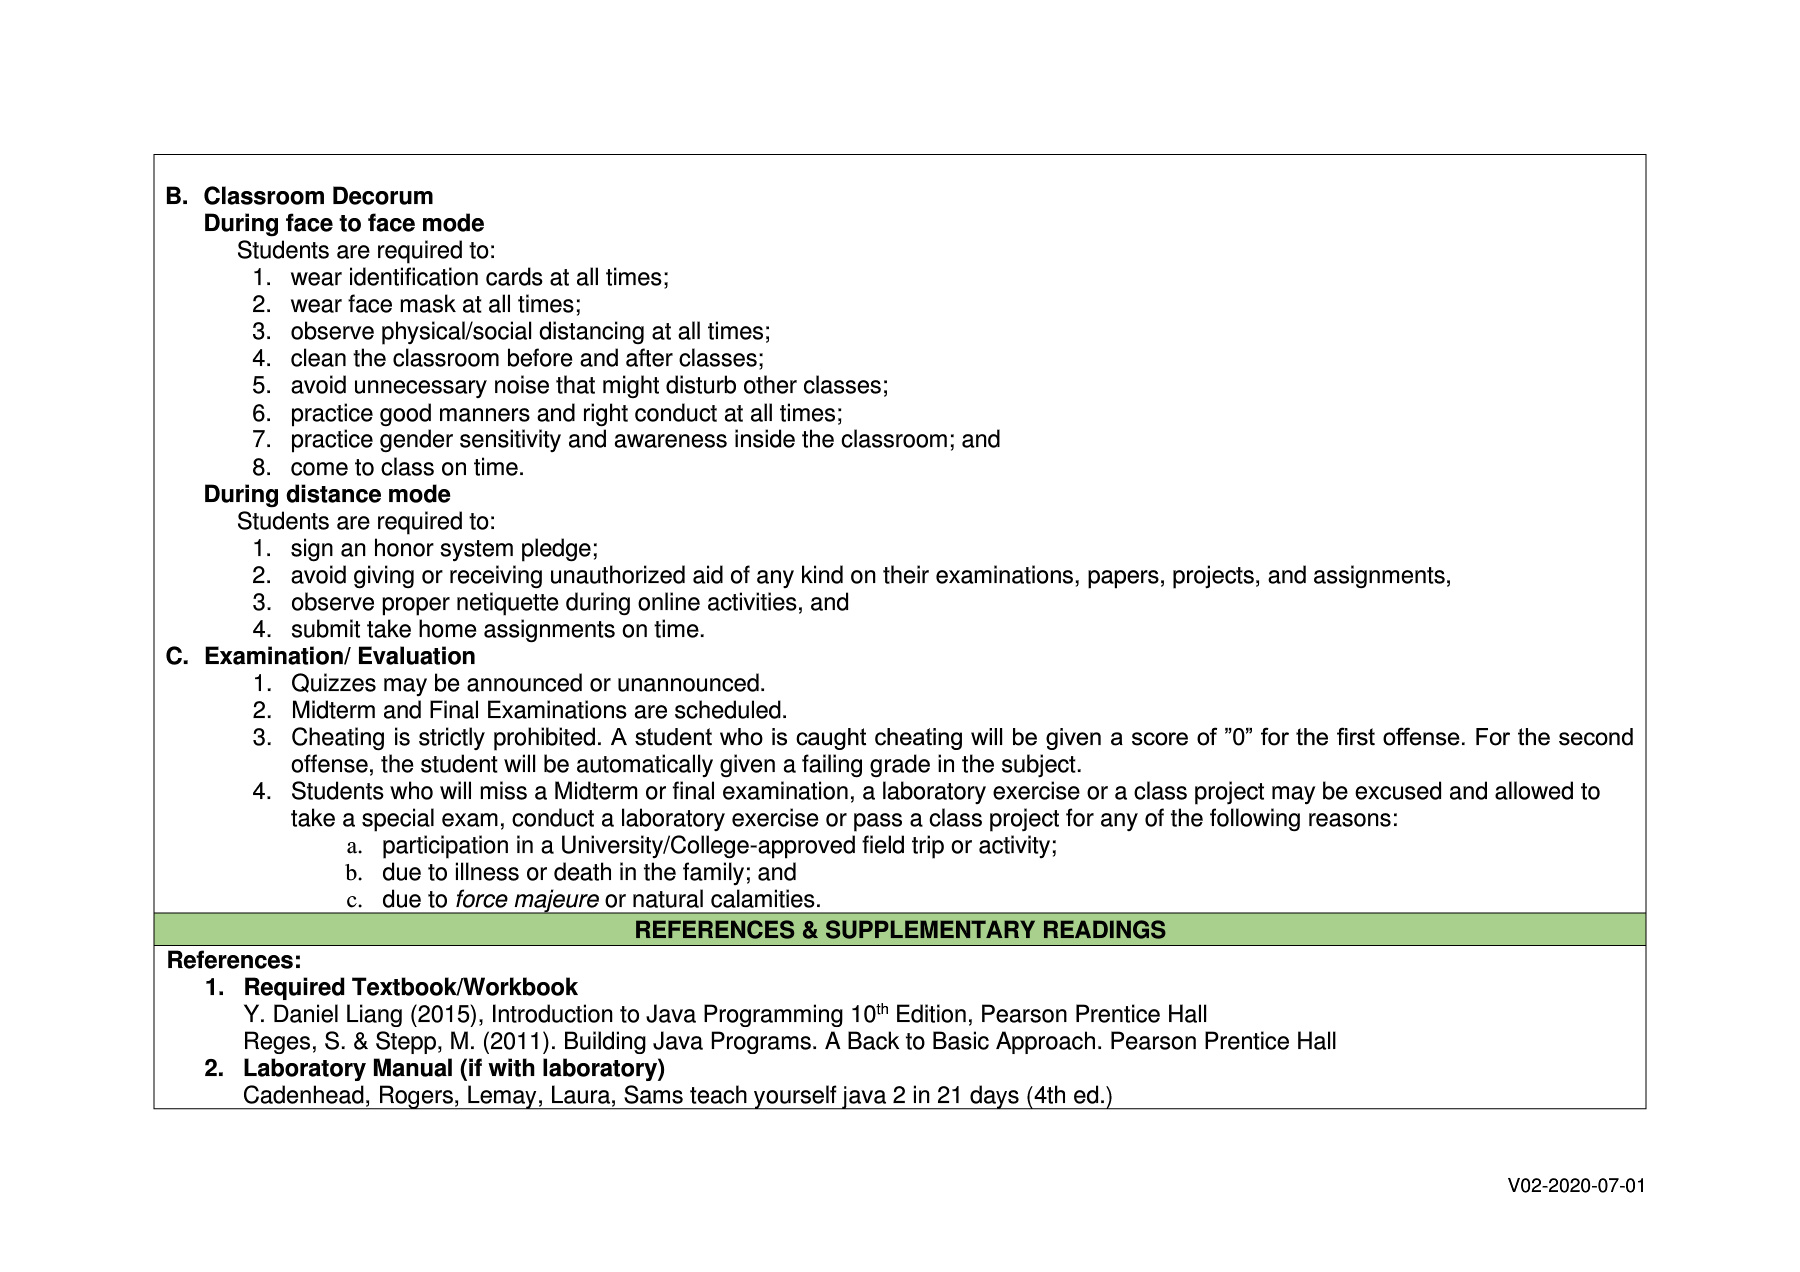 B. Classroom Decorum
During face to face mode
Students are required to:
1. wear identification cards at all times;
2. wear face mask at all times;
3. observe physical/social distancing at all times;
4. clean the classroom before and after classes;
5. avoid unnecessary noise that might disturb other classes;
6. practice good manners and right conduct at all times;
7. practice gender sensitivity and awareness inside the classroom; and
8. come to class on time.
During distance mode
Students are required to:
1. sign an honor system pledge;
2. avoid giving or receiving unauthorized aid of any kind on their examinations, papers, projects, and assignments,
3. observe proper netiquette during online activities, and
4. submit take home assignments on time.
C. Examination/ Evaluation
1. Quizzes may be announced or unannounced.
2. Midterm and Final Examinations are scheduled.
3. Cheating is strictly prohibited. A student who is caught cheating will be given a score of ”0” for the first offense. For the second
offense, the student will be automatically given a failing grade in the subject.
4. Students who will miss a Midterm or final examination, a laboratory exercise or a class project may be excused and allowed to
take a special exam, conduct a laboratory exercise or pass a class project for any of the following reasons:
a. participation in a University/College-approved field trip or activity;
b. due to illness or death in the family; and
c. due to force majeure or natural calamities.
REFERENCES & SUPPLEMENTARY READINGS
References:
1. Required Textbook/Workbook
Y. Daniel Liang (2015), Introduction to Java Programming 10th Edition, Pearson Prentice Hall
Reges, S. & Stepp, M. (2011). Building Java Programs. A Back to Basic Approach. Pearson Prentice Hall
2. Laboratory Manual (if with laboratory)
Cadenhead, Rogers, Lemay, Laura, Sams teach yourself java 2 in 21 days (4th ed.)
V02-2020-07-01